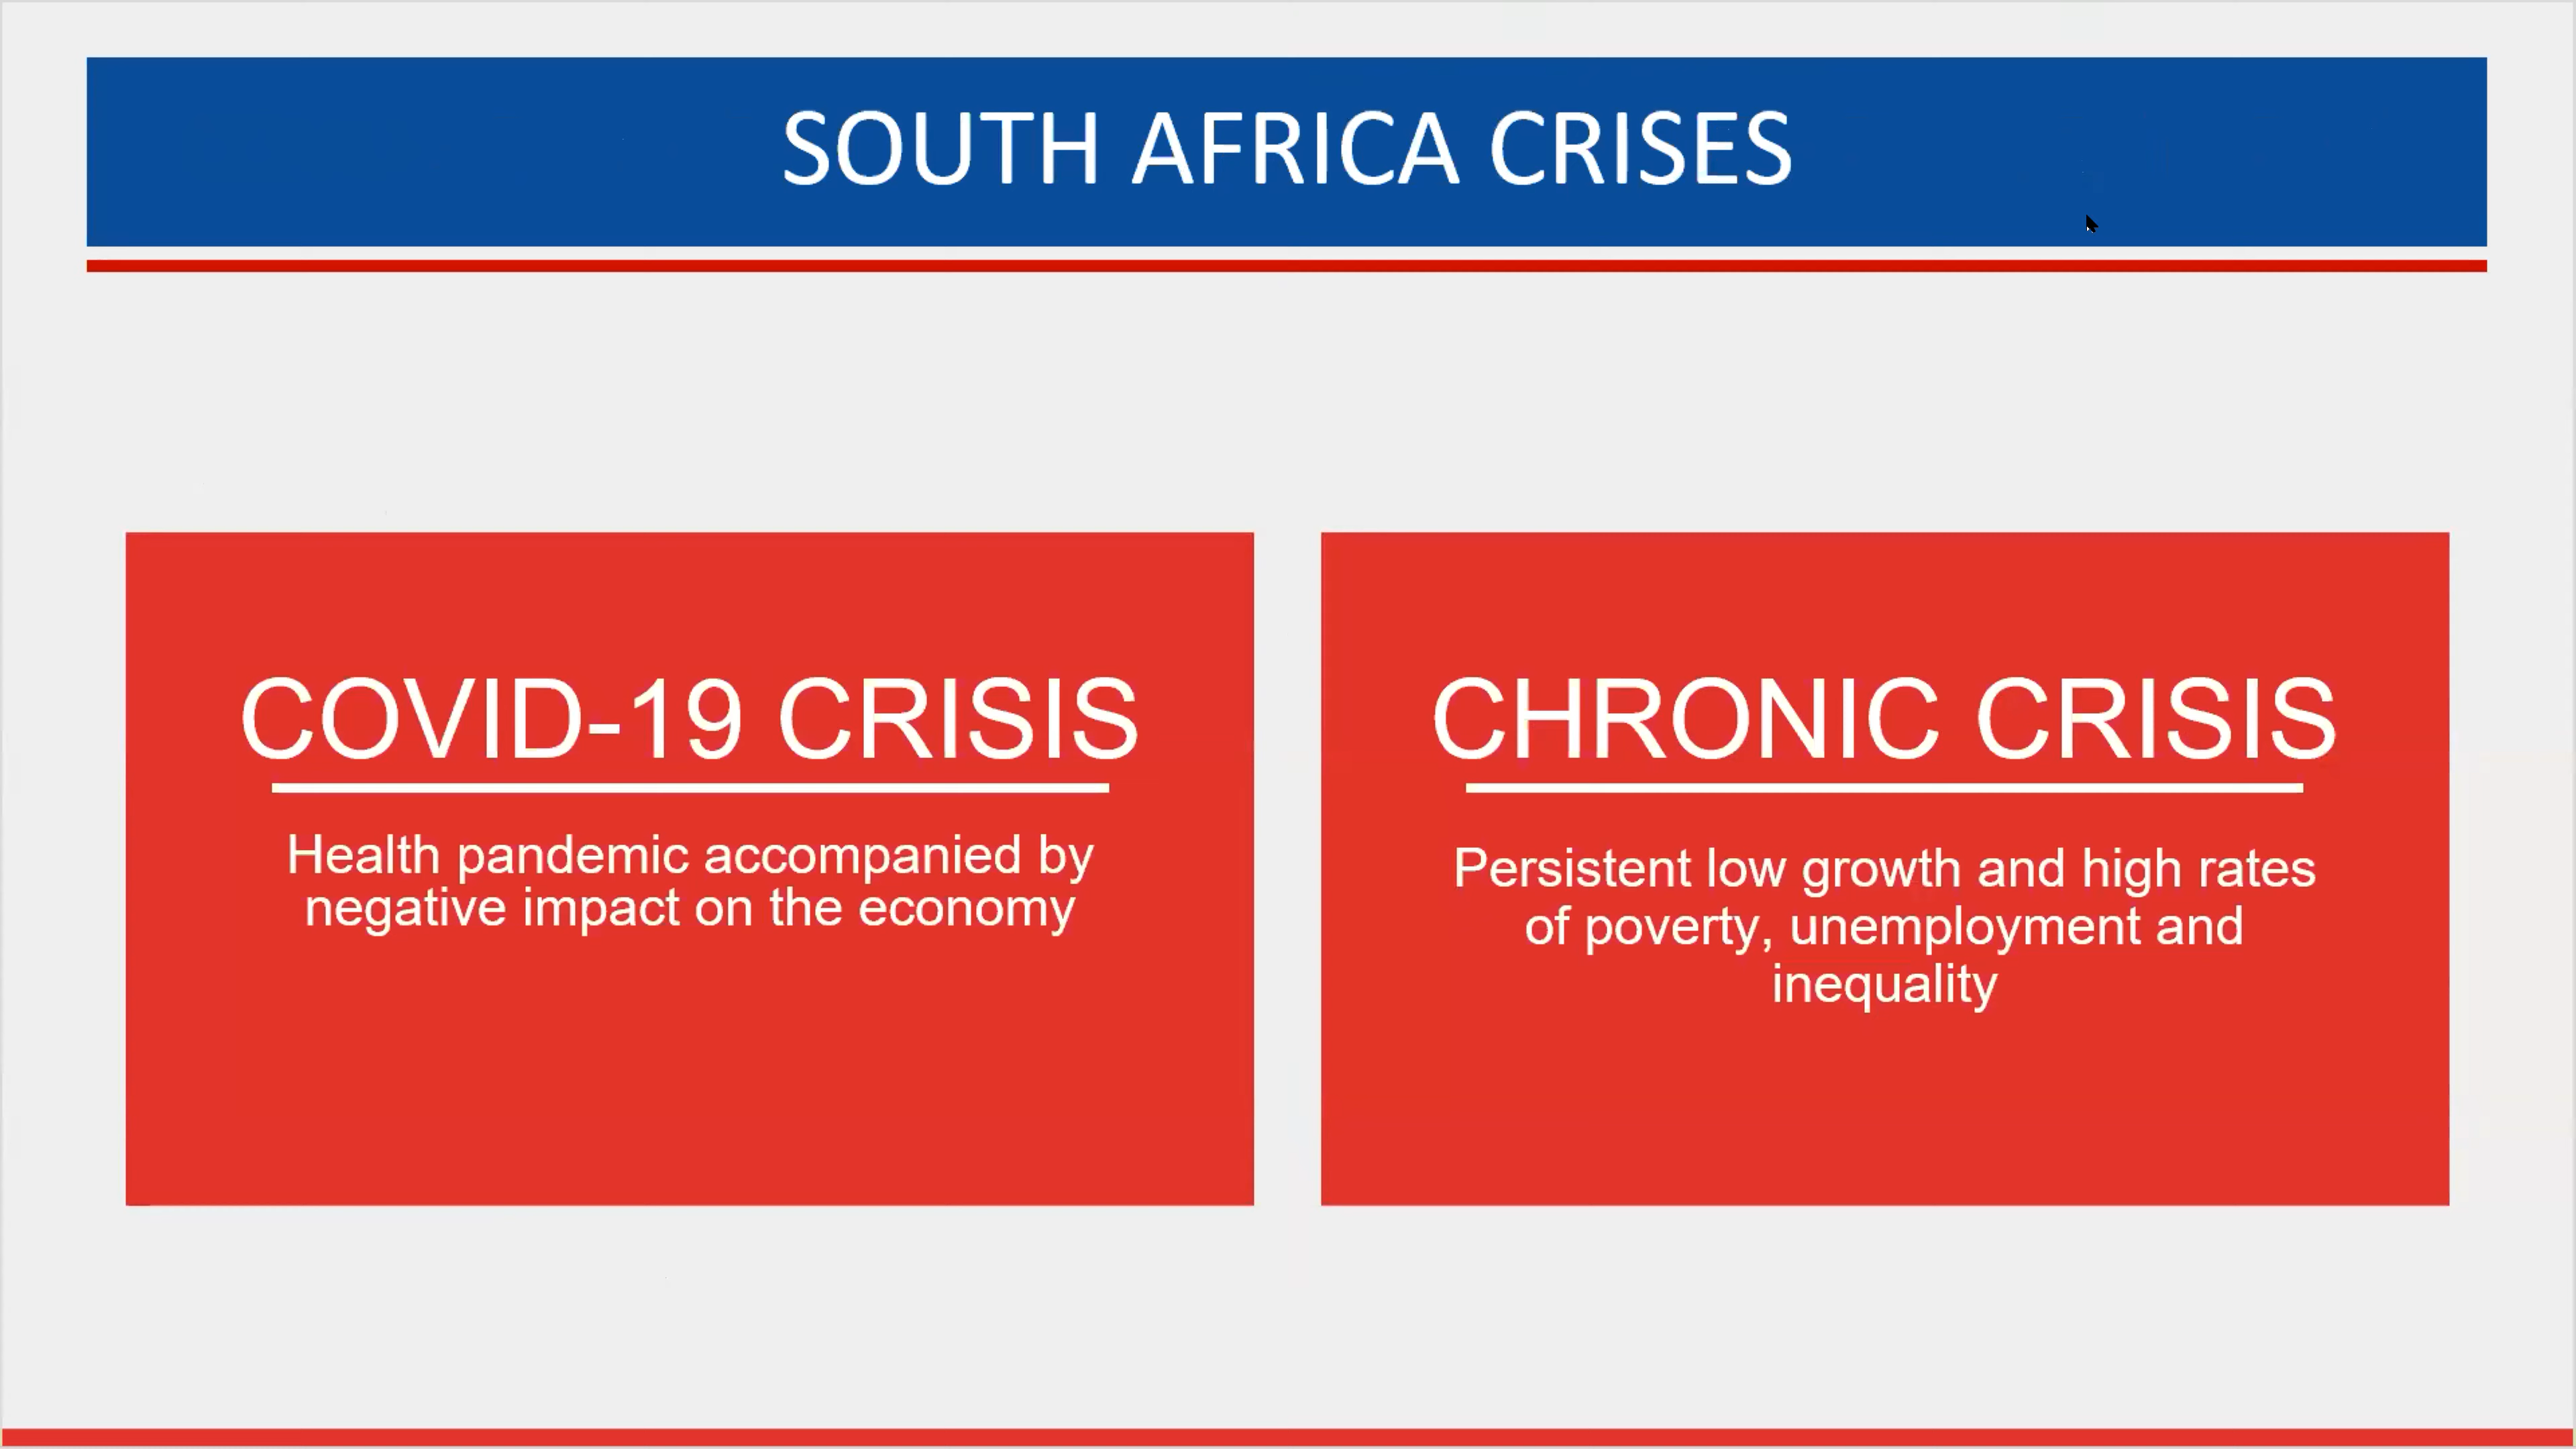 SOUTH AFRICA CRISES
COVID-19 CRISIS
Health pandemic accompanied by
negative impact on the economy
CHRONIC CRISIS
Persistent low growth and high rates
of poverty, unemployment and
inequality